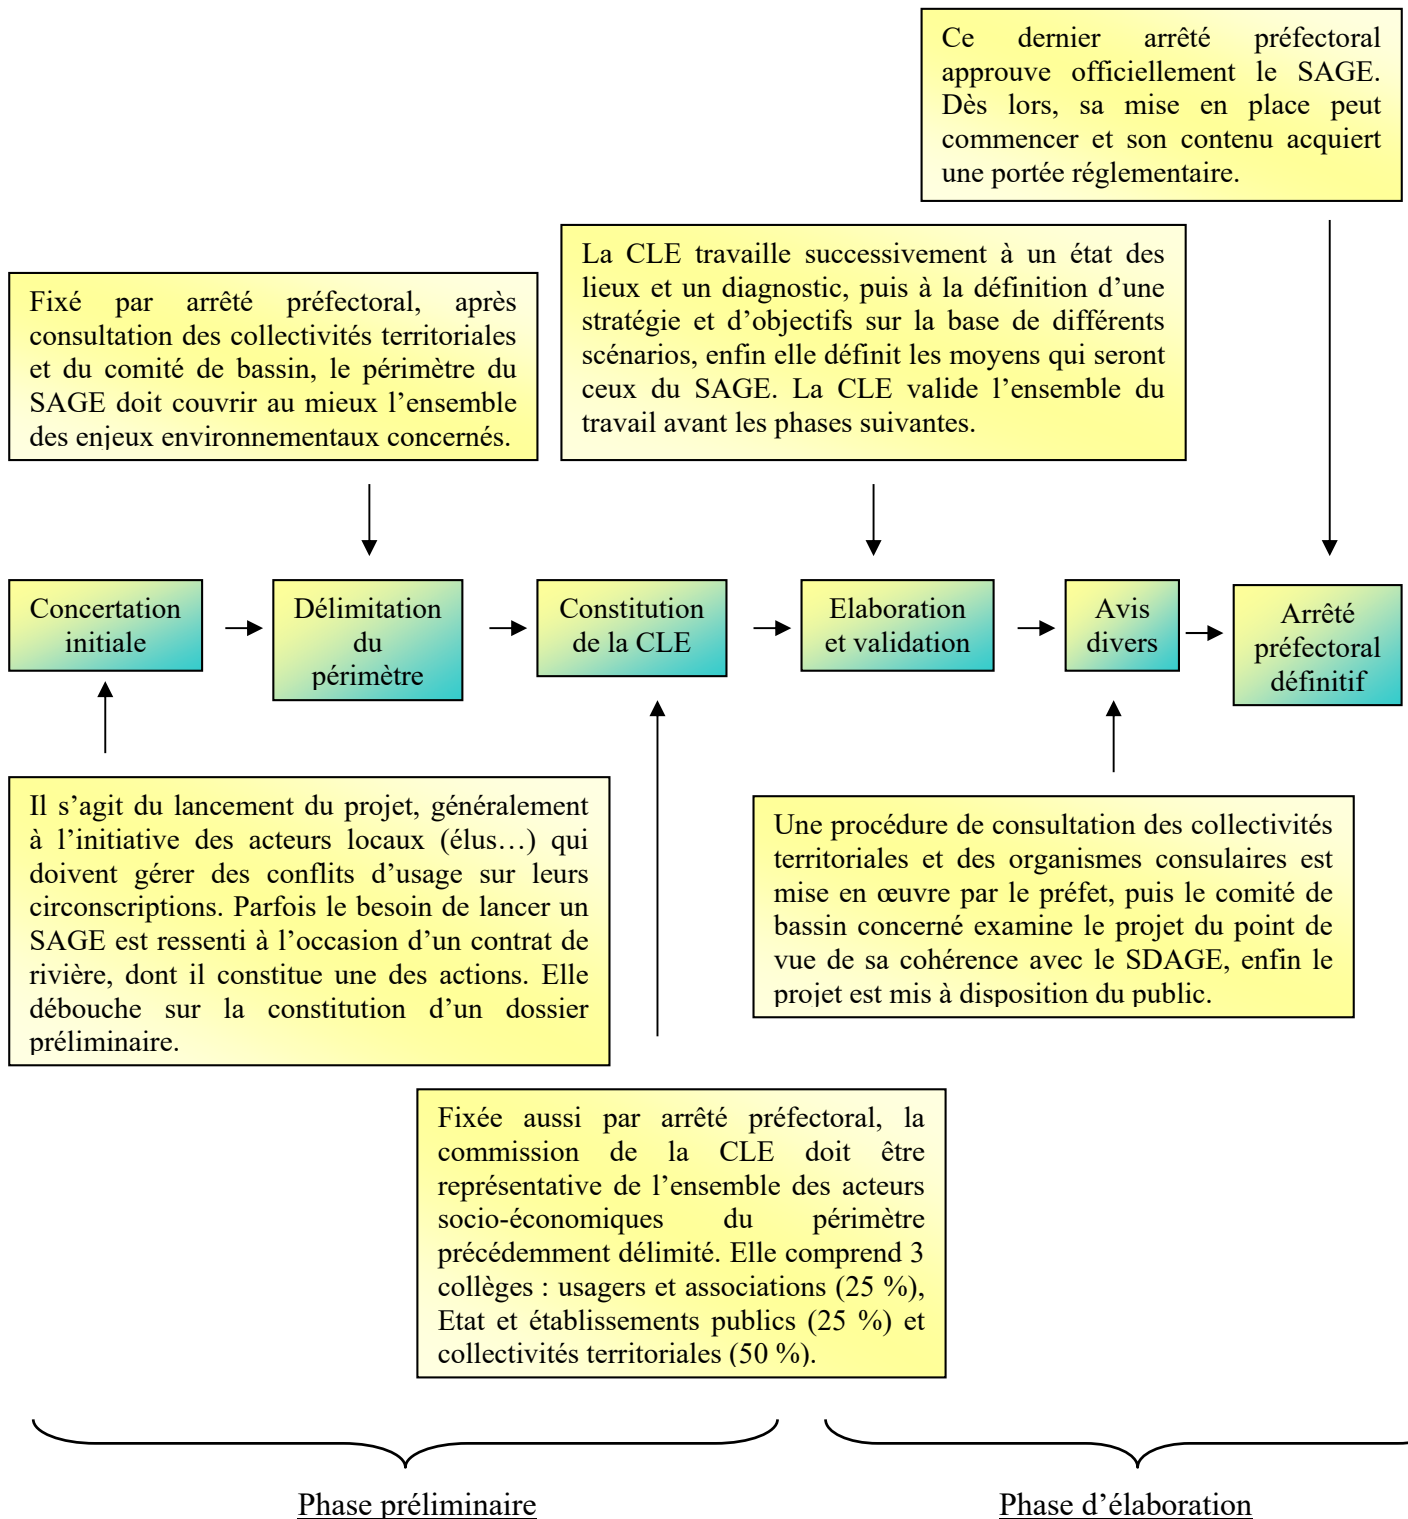 Ce dernier arrêté préfectoral
approuve officiellement le SAGE.
Dès lors, sa mise en place peut
commencer et son contenu acquiert
une portée réglementaire.
La CLE travaille successivement à un état des
lieux et un diagnostic, puis à la définition d’une
stratégie et d’objectifs sur la base de différents
scénarios, enfin elle définit les moyens qui seront
ceux du SAGE. La CLE valide l’ensemble du
travail avant les phases suivantes.
Fixé par arrêté préfectoral, après
consultation des collectivités territoriales
et du comité de bassin, le périmètre du
SAGE doit couvrir au mieux l’ensemble
des enjeux environnementaux concernés.
Concertation
initiale
Délimitation
du
périmètre
Constitution
de la CLE
Elaboration
et validation
Avis
divers
Arrêté
préfectoral
définitif
Il s’agit du lancement du projet, généralement
à l’initiative des acteurs locaux (élus…) qui
doivent gérer des conflits d’usage sur leurs
circonscriptions. Parfois le besoin de lancer un
SAGE est ressenti à l’occasion d’un contrat de
rivière, dont il constitue une des actions. Elle
débouche sur la constitution d’un dossier
préliminaire.
Une procédure de consultation des collectivités
territoriales et des organismes consulaires est
mise en œuvre par le préfet, puis le comité de
bassin concerné examine le projet du point de
vue de sa cohérence avec le SDAGE, enfin le
projet est mis à disposition du public.
Fixée aussi par arrêté préfectoral, la
commission de la CLE doit être
représentative de l’ensemble des acteurs
socio-économiques du périmètre
précédemment délimité. Elle comprend 3
collèges : usagers et associations (25 %),
Etat et établissements publics (25 %) et
collectivités territoriales (50 %).
Phase préliminaire
Phase d’élaboration